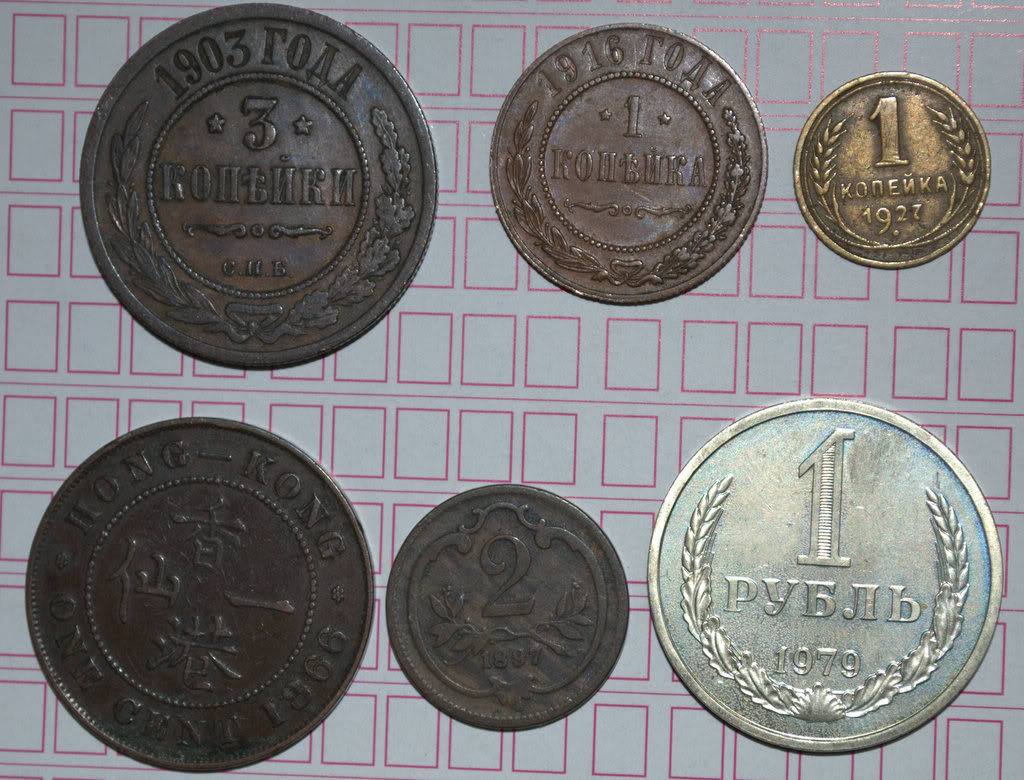 1903 ГОДА
3
КОПѢЙКИ
С.П.Б.
1916 ГОДА
1
КОПѢЙКА
1
КОПЕЙКА
1927
HONG-KONG
香
仙 一
港
ONE CENT 1866
2
1897
1
РУБЛЬ
1979